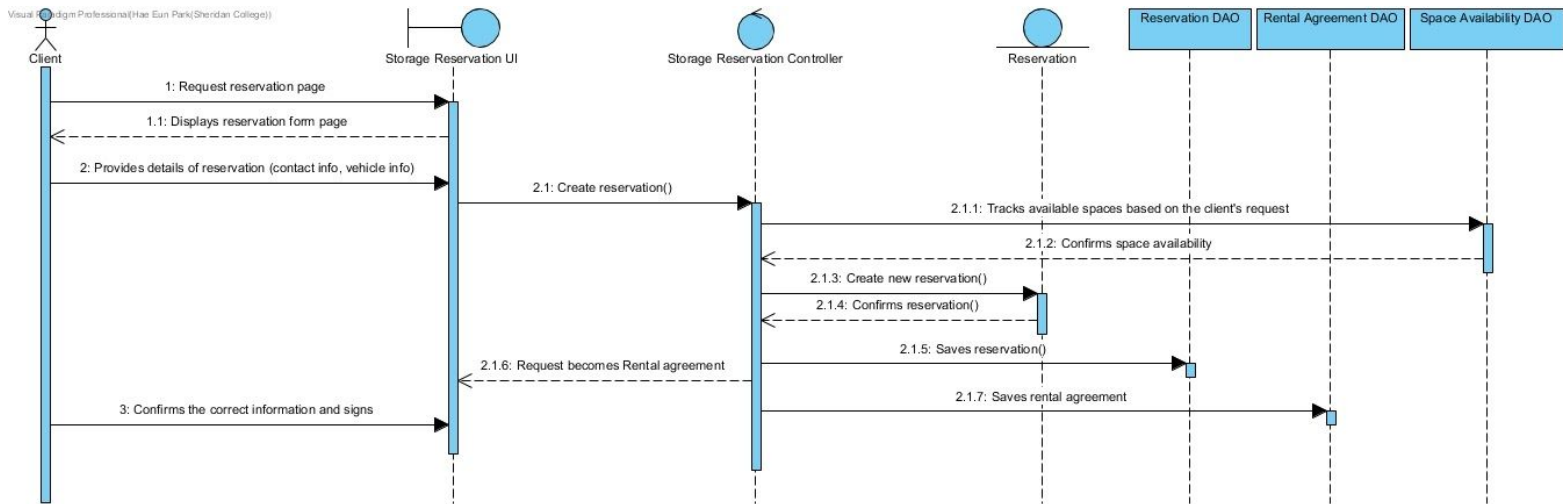 Visual Paradigm Professional(Hae Eun Park(Sheridan College))
Client
Storage Reservation UI
Storage Reservation Controller
Reservation
Reservation DAO
Rental Agreement DAO
Space Availability DAO
1: Request reservation page
1.1: Displays reservation form page
2: Provides details of reservation (contact info, vehicle info)
2.1: Create reservation()
2.1.1: Tracks available spaces based on the client's request
2.1.2: Confirms space availability
2.1.3: Create new reservation()
2.1.4: Confirms reservation()
2.1.5: Saves reservation()
2.1.6: Request becomes Rental agreement
2.1.7: Saves rental agreement
3: Confirms the correct information and signs